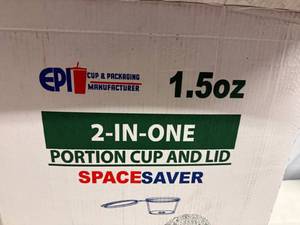 EPI CUP & PACKAGING
MANUFACTURER
1.5oz
2-IN-ONE
PORTION CUP AND LID
SPACESAVER